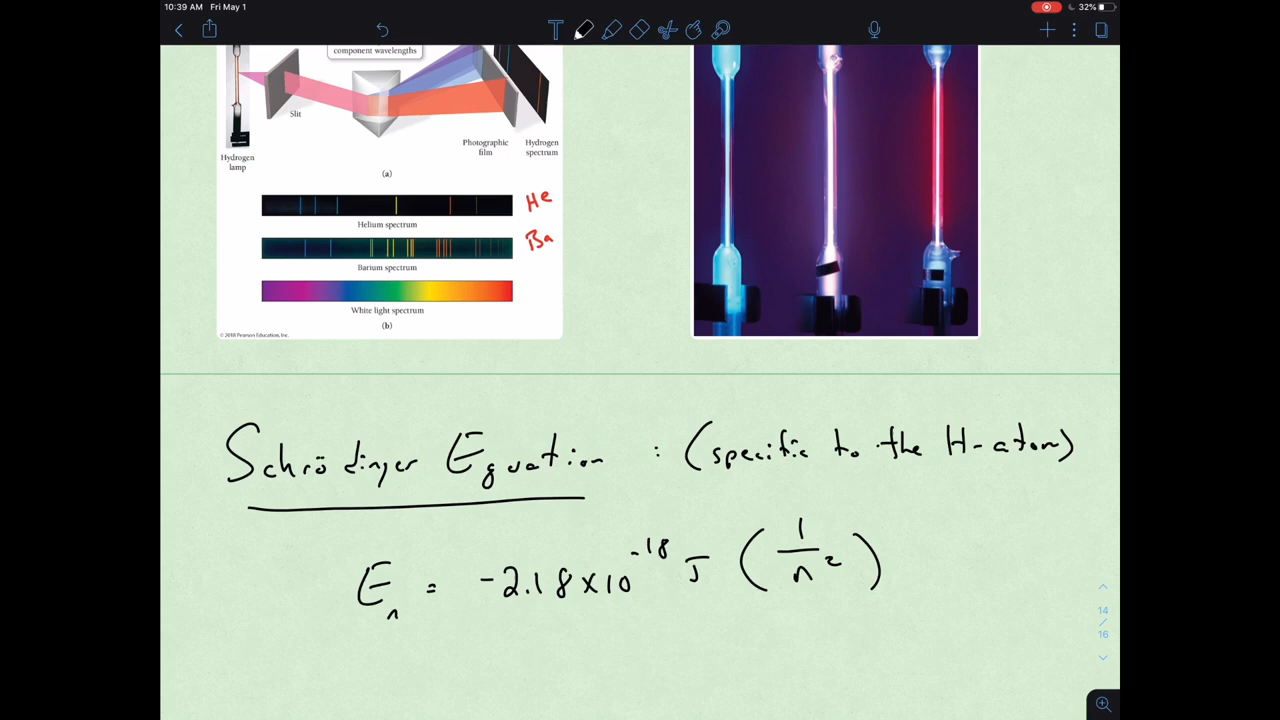 10:39 AM Fri May 1
32%
T
component wavelengths
Slit
Photographic
film
Hydrogen
spectrum
Hydrogen
lamp
(a)
He
Helium spectrum
Ba
Barium spectrum
White light spectrum
(b)
© 2018 Pearson Education, Inc.
Schrödinger Equation : (specific to the H-atom)
Eₙ = -2.18×10⁻¹⁸ J (1/n²)
14
/
16